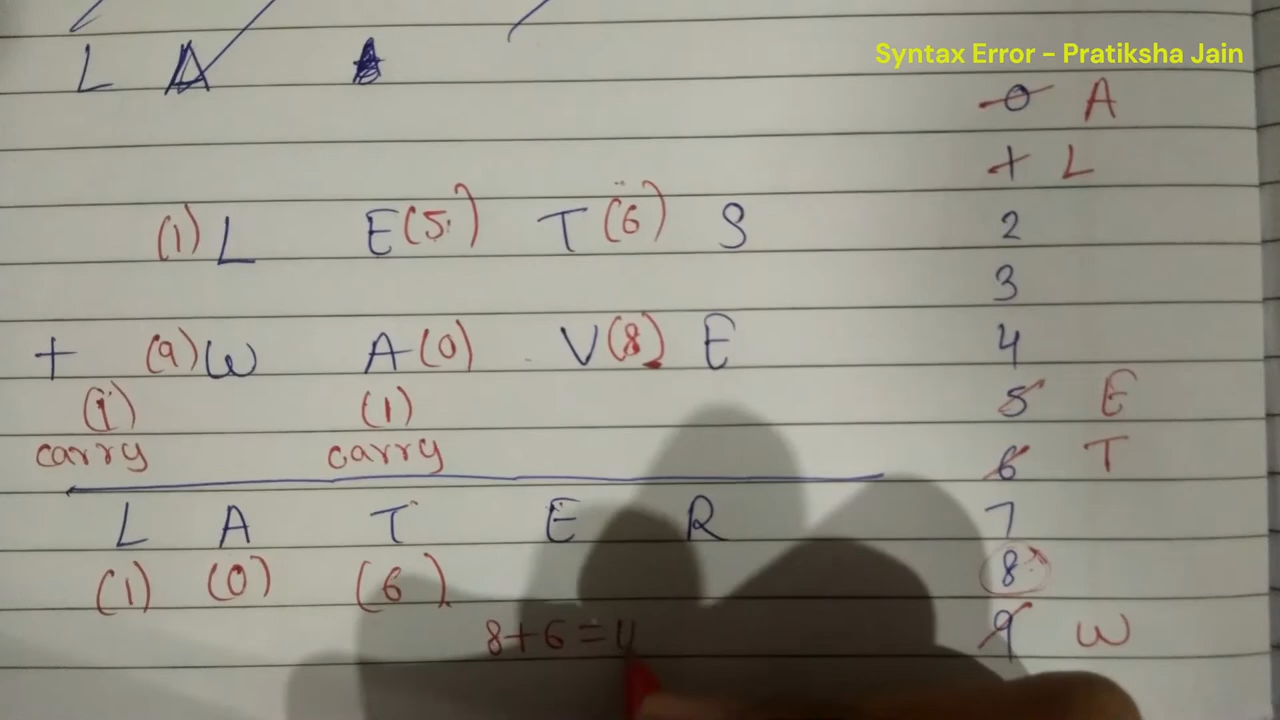 Syntax Error - Pratiksha Jain
L A
0 A
1 L
(1) L E(5) T(6) S
2
3
+ (9) W A(0) V(8) E
4
(1) (1)
5 E
carry carry
6 T
L A T E R
7
(1) (0) (6)
8
8+6=1
9 W